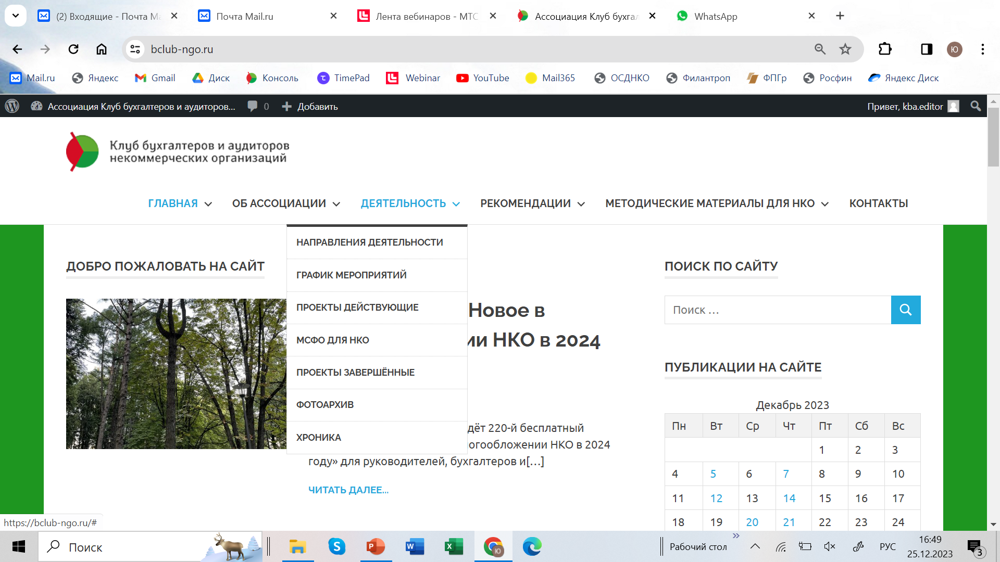 (2) Входящие - Почта Ма
Почта Mail.ru
Лента вебинаров - МТС
Ассоциация Клуб бухгал
WhatsApp
bclub-ngo.ru
Ю
Mail.ru
Яндекс
Gmail
Диск
Консоль
TimePad
Webinar
YouTube
Mail365
ОСДНКО
Филантроп
ФПГр
Росфин
Яндекс Диск
Ассоциация Клуб бухгалтеров и аудиторов...
0
Добавить
Привет, kba.editor
Клуб бухгалтеров и аудиторов
некоммерческих организаций
ГЛАВНАЯ
ОБ АССОЦИАЦИИ
ДЕЯТЕЛЬНОСТЬ
РЕКОМЕНДАЦИИ
МЕТОДИЧЕСКИЕ МАТЕРИАЛЫ ДЛЯ НКО
КОНТАКТЫ
НАПРАВЛЕНИЯ ДЕЯТЕЛЬНОСТИ
ГРАФИК МЕРОПРИЯТИЙ
ПРОЕКТЫ ДЕЙСТВУЮЩИЕ
МСФО ДЛЯ НКО
ПРОЕКТЫ ЗАВЕРШЁННЫЕ
ФОТОАРХИВ
ХРОНИКА
ДОБРО ПОЖАЛОВАТЬ НА САЙТ
Новое в
ии НКО в 2024
дёт 220-й бесплатный
логообложении НКО в 2024
году» для руководителей, бухгалтеров и[…]
ЧИТАТЬ ДАЛЕЕ...
ПОИСК ПО САЙТУ
Поиск …
ПУБЛИКАЦИИ НА САЙТЕ
Декабрь 2023
Пн Вт Ср Чт Пт Сб Вс
1 2 3
4 5 6 7 8 9 10
11 12 13 14 15 16 17
18 19 20 21 22 23 24
https://bclub-ngo.ru/#
Поиск
Рабочий стол
РУС
16:49
25.12.2023
3